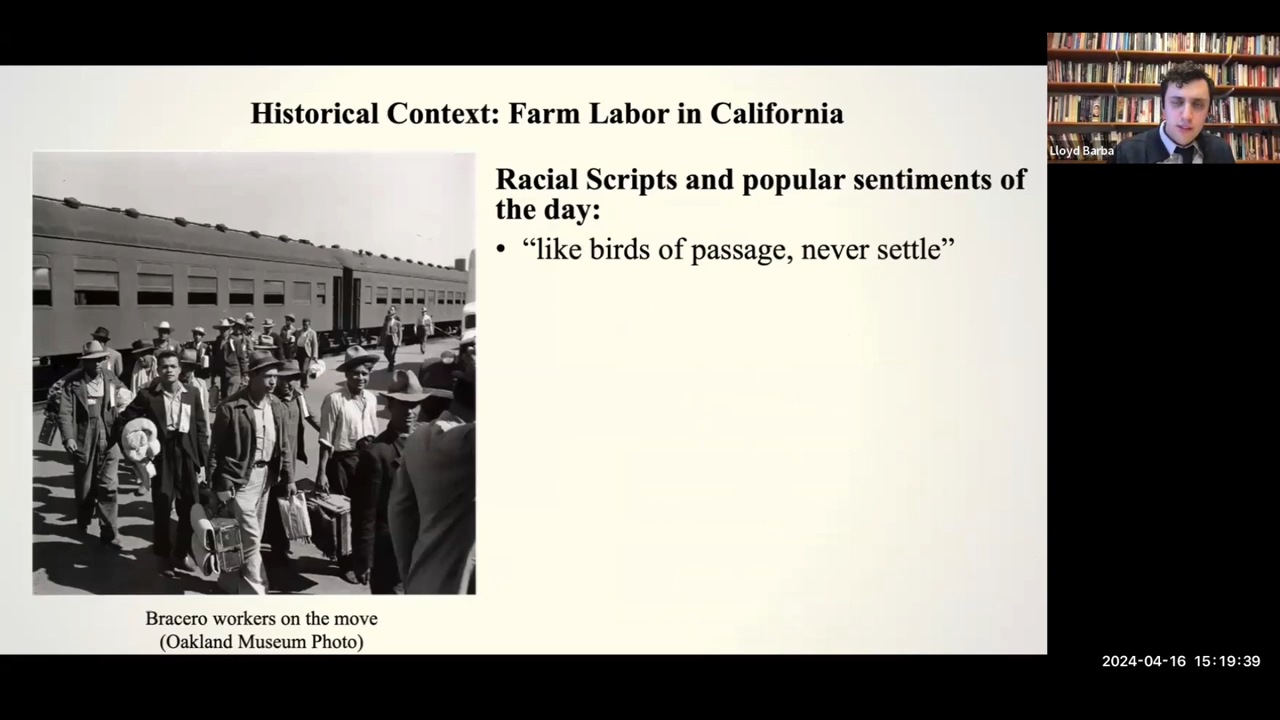 Historical Context: Farm Labor in California
Racial Scripts and popular sentiments of
the day:
• “like birds of passage, never settle”
Bracero workers on the move
(Oakland Museum Photo)
Lloyd Barba
2024-04-16 15:19:39